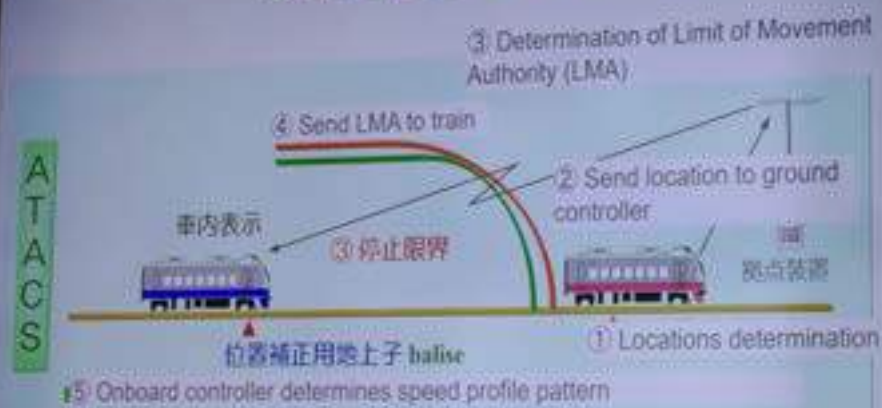 ③ Determination of Limit of Movement
Authority (LMA)
④ Send LMA to train
② Send location to ground
controller
ATACS
車内表示
③停止限界
拠点装置
① Locations determination
位置補正用地上子 balise
⑤ Onboard controller determines speed profile pattern